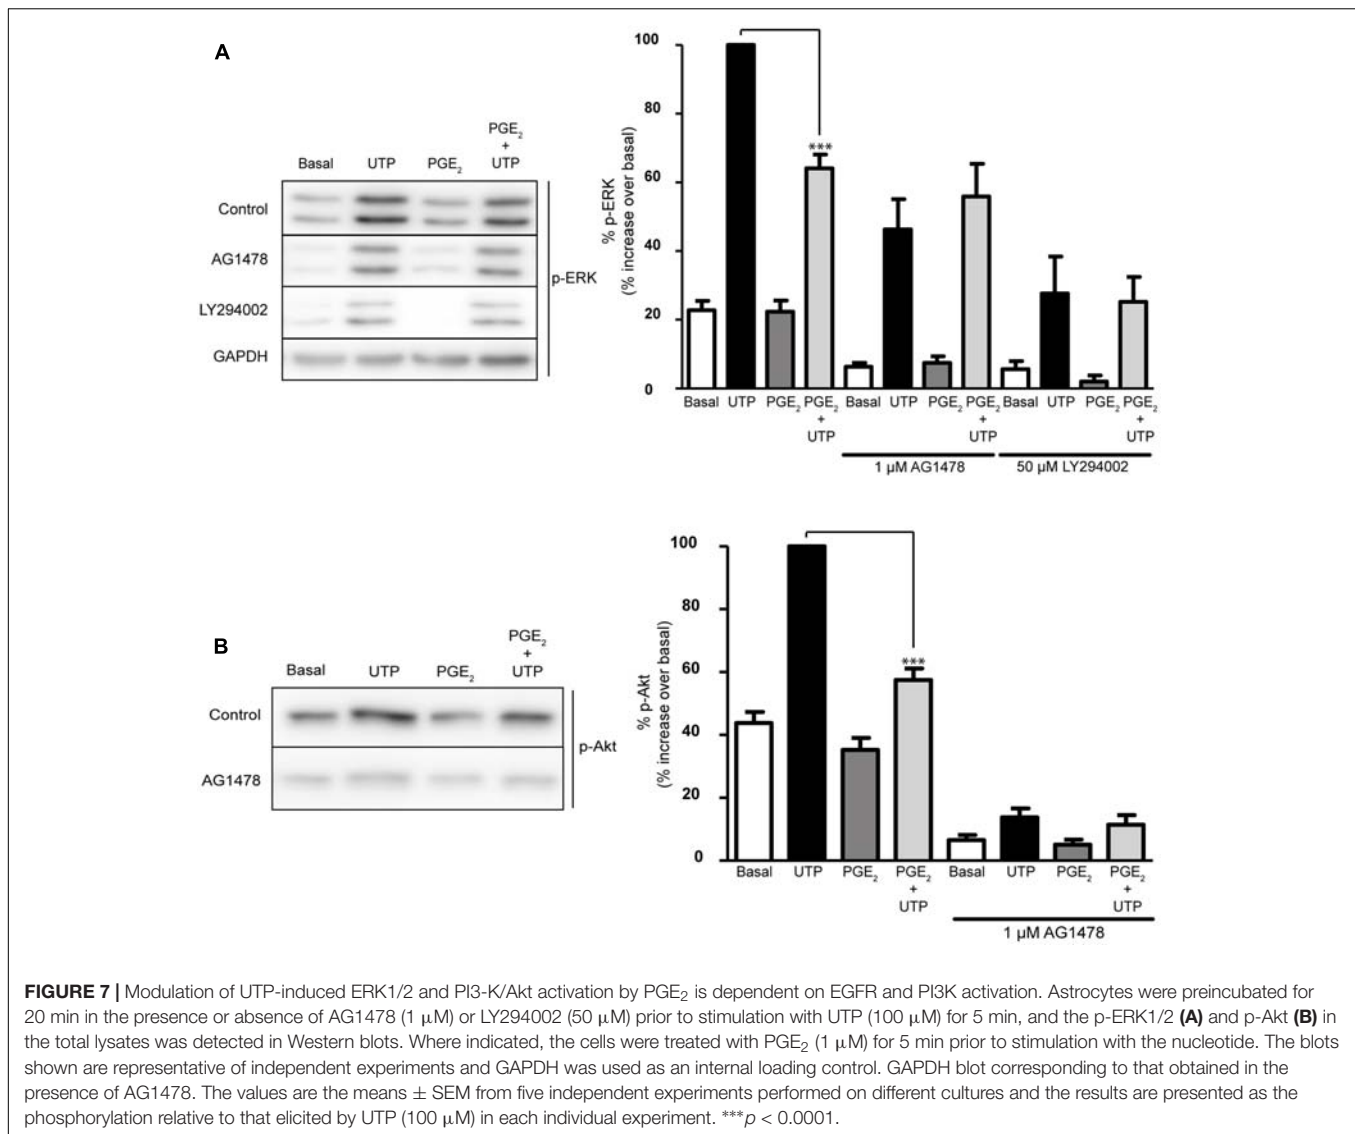 A
Basal UTP PGE2 PGE2 + UTP
Control
AG1478
LY294002
GAPDH
p-ERK
% p-ERK
(% increase over basal)
100
80
60
40
20
0
***
Basal UTP PGE2 PGE2 + UTP Basal UTP PGE2 PGE2 + UTP Basal UTP PGE2 PGE2 + UTP
1 μM AG1478 50 μM LY294002
B
Basal UTP PGE2 PGE2 + UTP
Control
AG1478
p-Akt
% p-Akt
(% increase over basal)
100
80
60
40
20
0
***
Basal UTP PGE2 PGE2 + UTP Basal UTP PGE2 PGE2 + UTP
1 μM AG1478
FIGURE 7 | Modulation of UTP-induced ERK1/2 and PI3-K/Akt activation by PGE2 is dependent on EGFR and PI3K activation. Astrocytes were preincubated for
20 min in the presence or absence of AG1478 (1 μM) or LY294002 (50 μM) prior to stimulation with UTP (100 μM) for 5 min, and the p-ERK1/2 (A) and p-Akt (B) in
the total lysates was detected in Western blots. Where indicated, the cells were treated with PGE2 (1 μM) for 5 min prior to stimulation with the nucleotide. The blots
shown are representative of independent experiments and GAPDH was used as an internal loading control. GAPDH blot corresponding to that obtained in the
presence of AG1478. The values are the means ± SEM from five independent experiments performed on different cultures and the results are presented as the
phosphorylation relative to that elicited by UTP (100 μM) in each individual experiment. ***p < 0.0001.